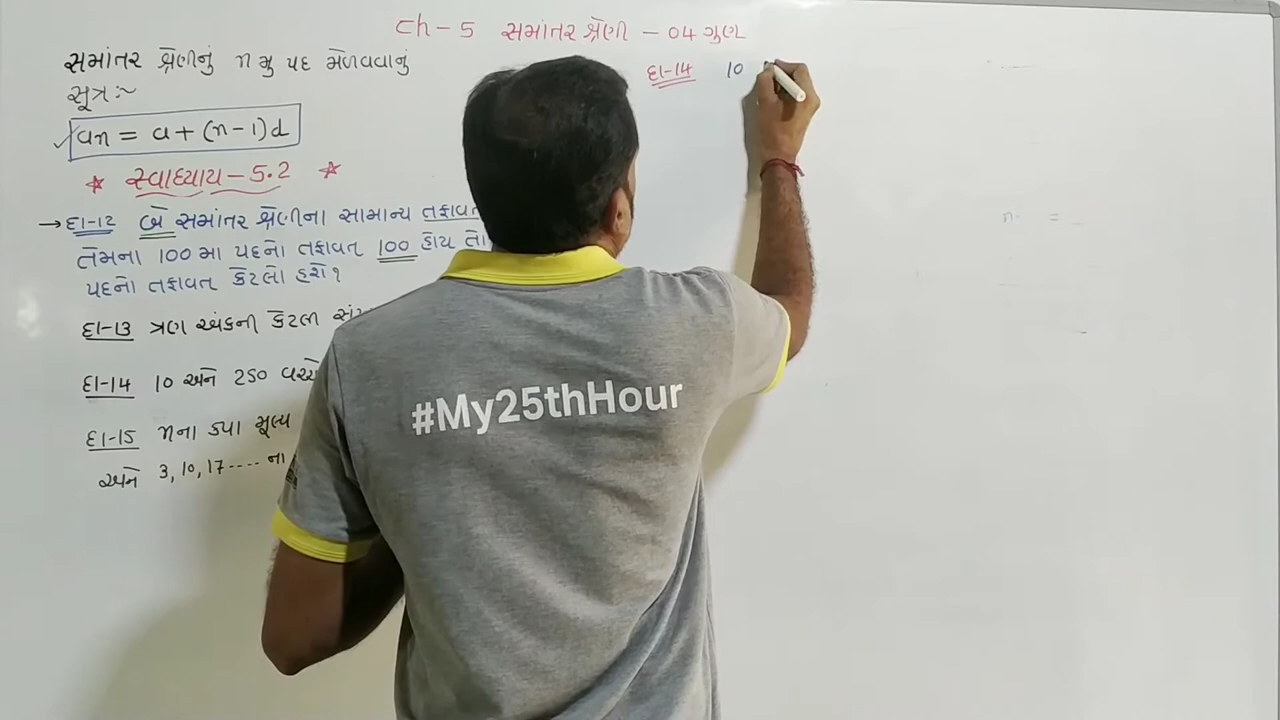 Ch-5 સમાંતર શ્રેણી - 04 ગુણ
સમાંતર શ્રેણીનું n મુ પદ મેળવવાનું
સૂત્ર:~
an = a + (n-1)d
* સ્વાધ્યાય-5.2 *
→ દા-12 બે સમાંતર શ્રેણીના સામાન્ય
તેમના 100 મા પદનો તફાવત 100 હોય તો
પદનો તફાવત કેટલો હશે?
દા-13 ત્રણ અંકની કેટલી
દા-14 10 અને 250
દા-15 nના કયા મૂલ્ય
અને 3, 10, 17 .... ના
દા-14 10
#My25thHour